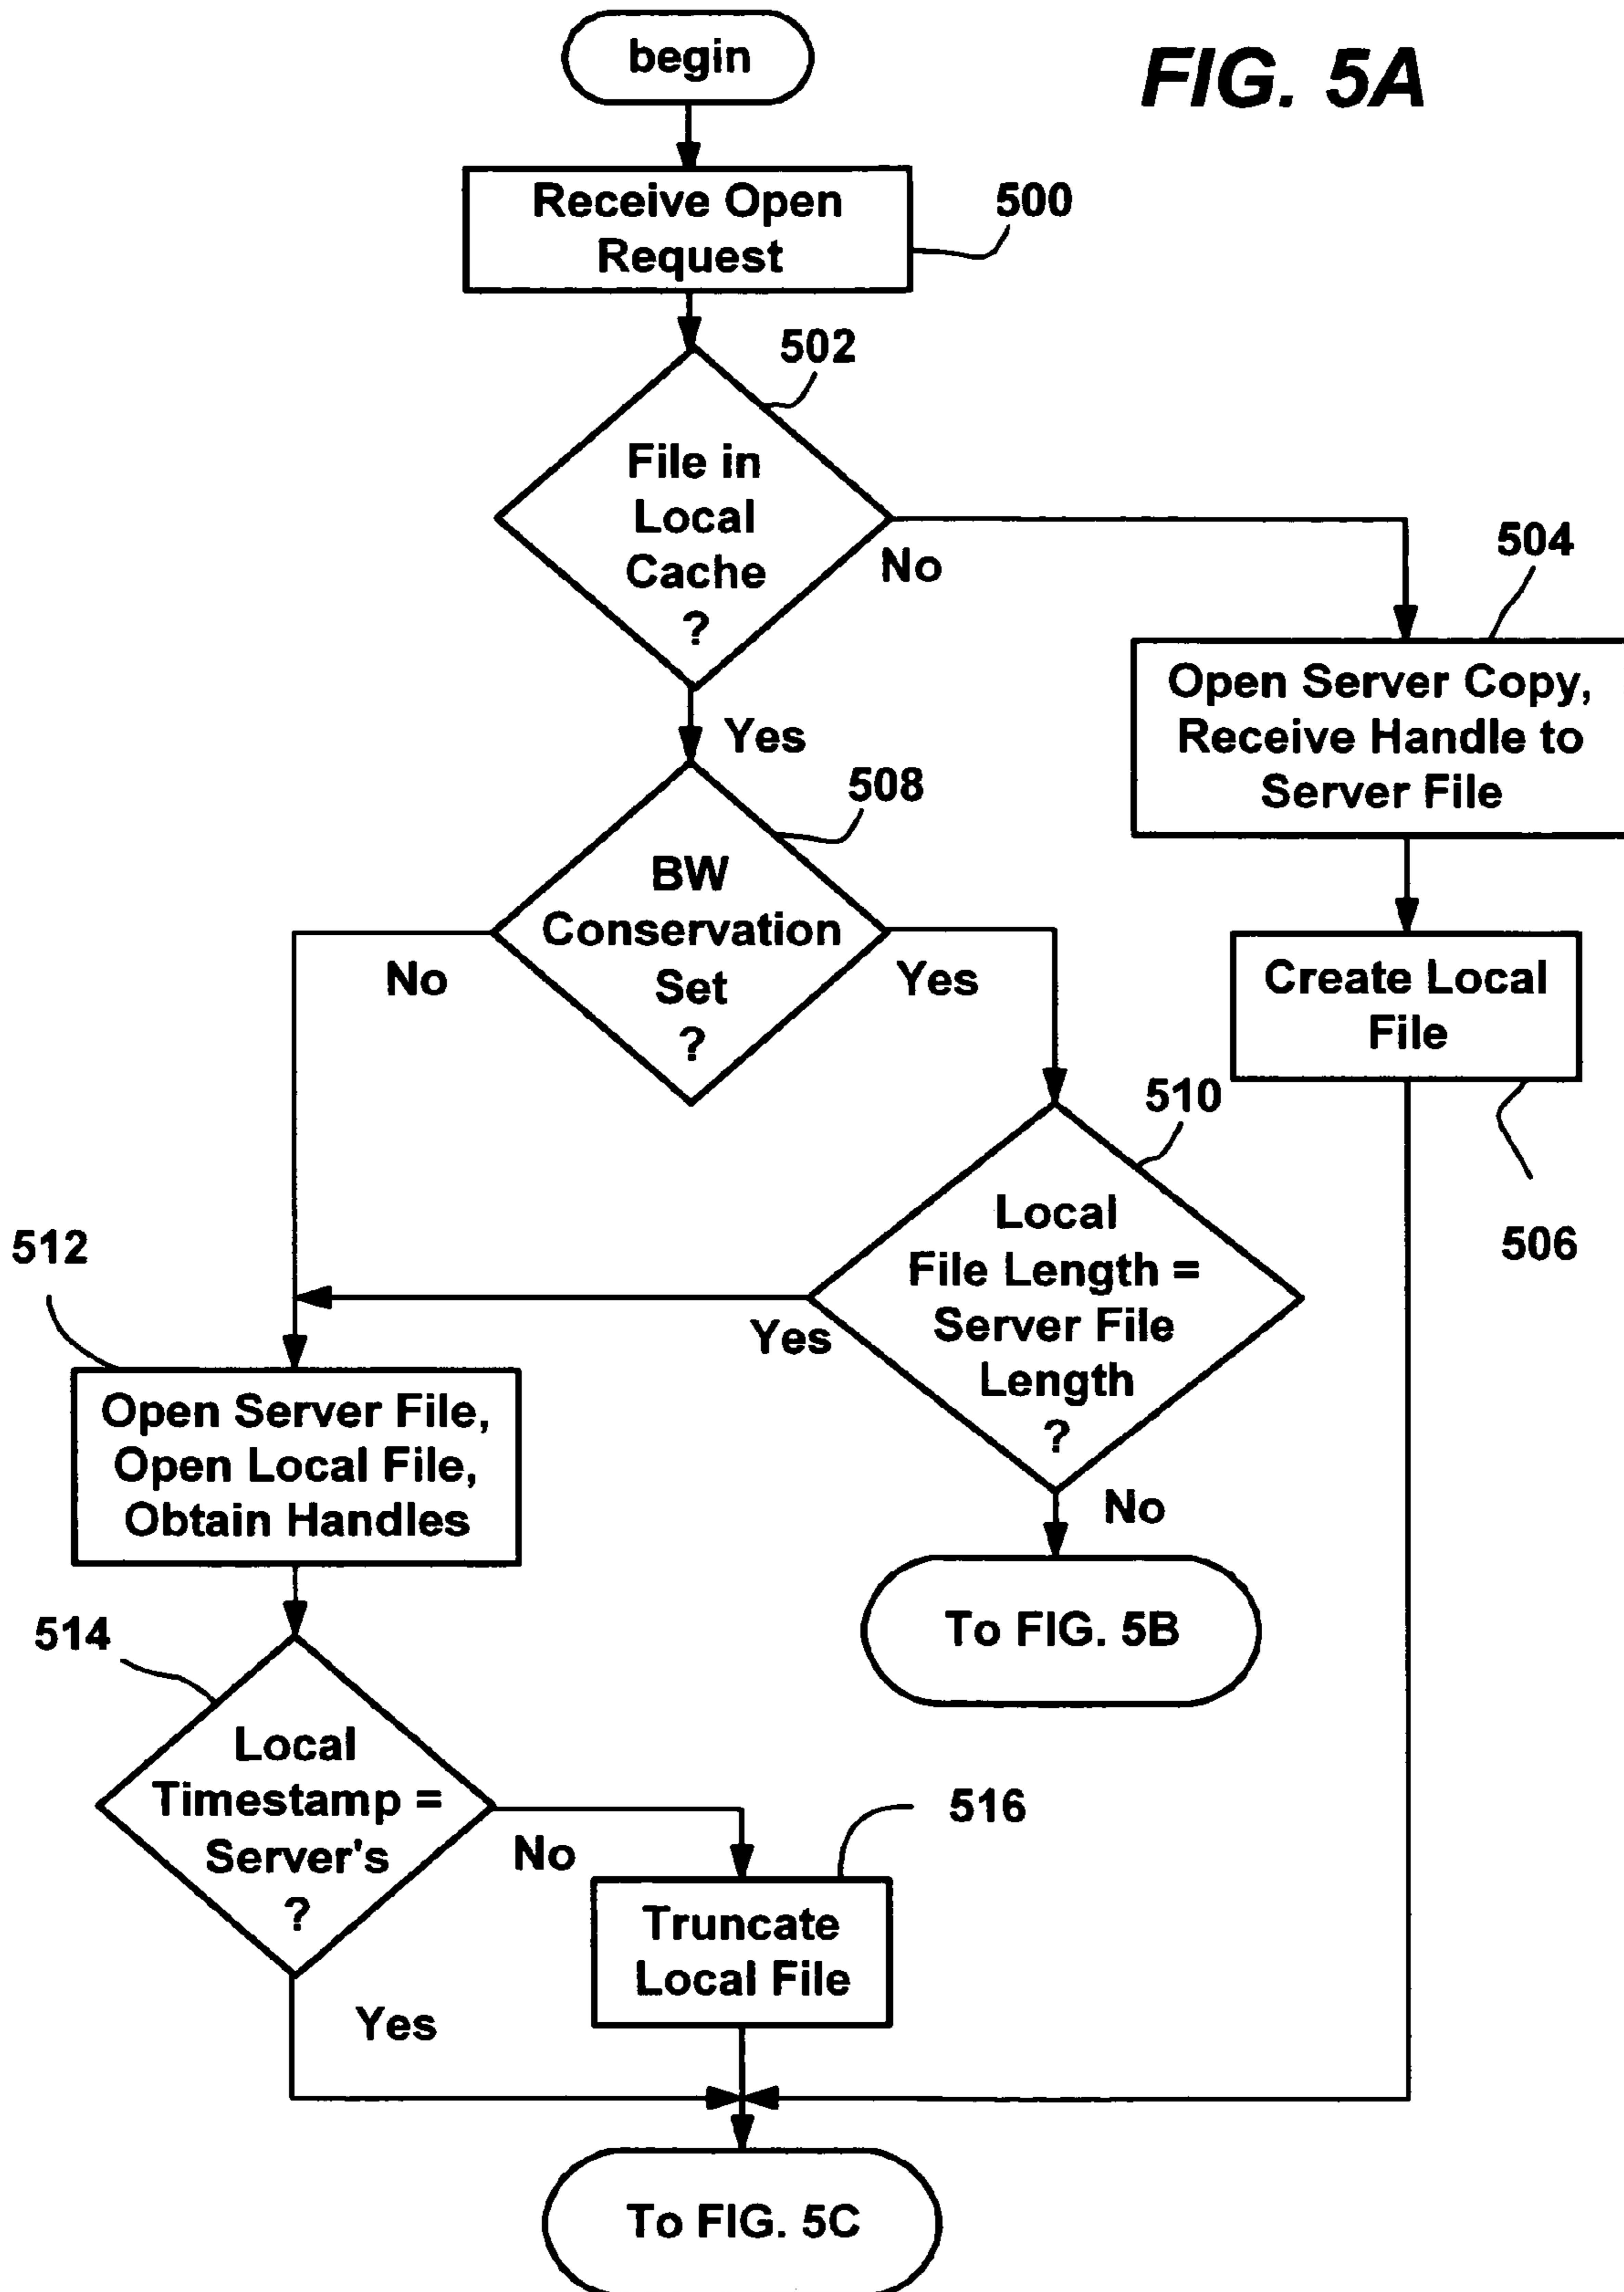 begin
FIG. 5A
Receive Open
Request
500
502
File in
Local
Cache
?
No
Yes
504
Open Server Copy,
Receive Handle to
Server File
508
BW
Conservation
Set
?
No
Yes
Create Local
File
506
510
Local
File Length =
Server File
Length
?
Yes
No
512
Open Server File,
Open Local File,
Obtain Handles
To FIG. 5B
514
Local
Timestamp =
Server's
?
No
Yes
516
Truncate
Local File
To FIG. 5C